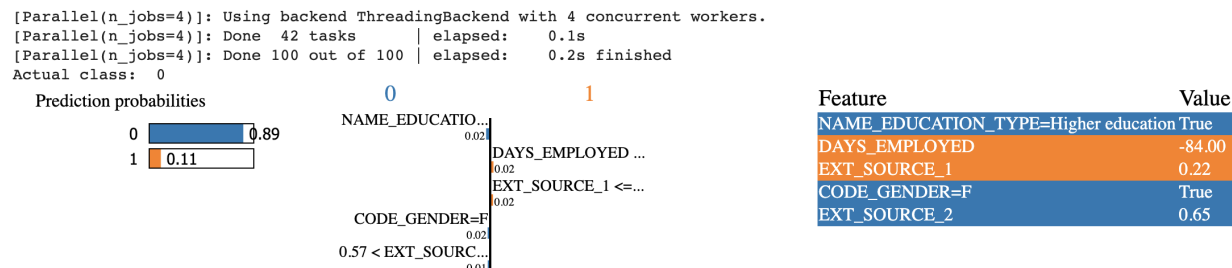 [Parallel(n_jobs=4)]: Using backend ThreadingBackend with 4 concurrent workers.
[Parallel(n_jobs=4)]: Done  42 tasks      | elapsed:    0.1s
[Parallel(n_jobs=4)]: Done 100 out of 100 | elapsed:    0.2s finished
Actual class:  0
Prediction probabilities
0 0.89
1 0.11
0 1
NAME_EDUCATIO...
0.02
DAYS_EMPLOYED ...
0.02
EXT_SOURCE_1 <=...
0.02
CODE_GENDER=F
0.02
0.57 < EXT_SOURC...
0.01
Feature Value
NAME_EDUCATION_TYPE=Higher education True
DAYS_EMPLOYED -84.00
EXT_SOURCE_1 0.22
CODE_GENDER=F True
EXT_SOURCE_2 0.65